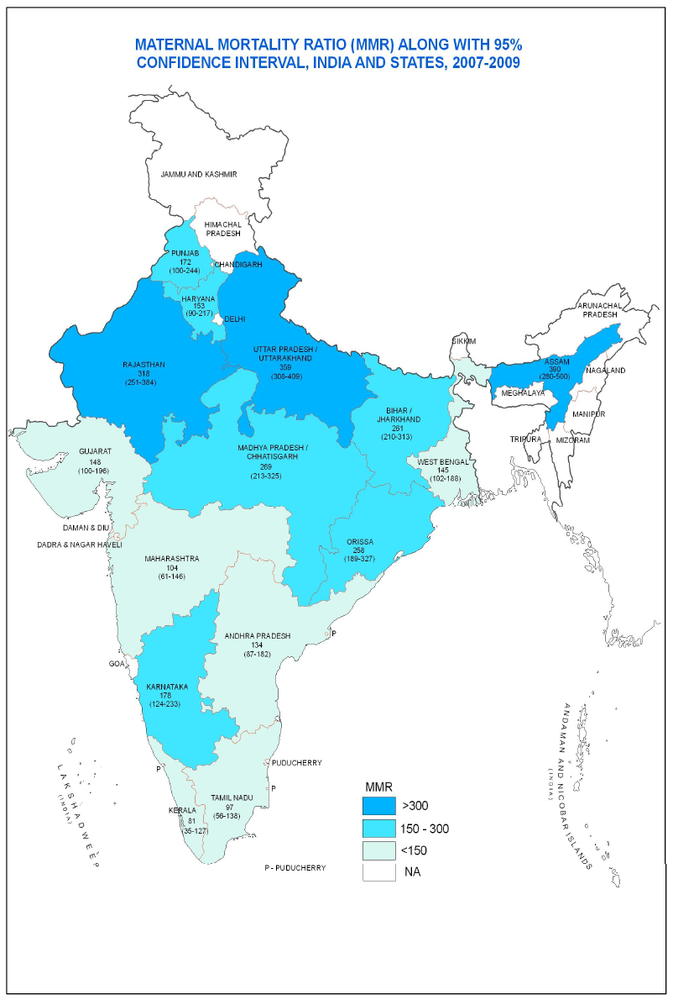 MATERNAL MORTALITY RATIO (MMR) ALONG WITH 95%
CONFIDENCE INTERVAL, INDIA AND STATES, 2007-2009
JAMMU AND KASHMIR
HIMACHAL
PRADESH
PUNJAB
172
(100-244)
CHANDIGARH
HARYANA
153
(90-217)
DELHI
ARUNACHAL
PRADESH
SIKKIM
UTTAR PRADESH /
UTTARAKHAND
359
(308-409)
RAJASTHAN
318
(251-384)
ASSAM
390
(280-500)
NAGALAND
MEGHALAYA
MANIPUR
BIHAR /
JHARKHAND
261
(210-313)
TRIPURA
MIZORAM
GUJARAT
148
(100-196)
MADHYA PRADESH /
CHHATISGARH
269
(213-325)
WEST BENGAL
145
(102-188)
DAMAN & DIU
DADRA & NAGAR HAVELI
ORISSA
258
(189-327)
MAHARASHTRA
104
(61-146)
ANDHRA PRADESH
134
(87-182)
P
GOA
KARNATAKA
178
(124-233)
ANDAMAN AND NICOBAR ISLANDS
(INDIA)
LAKSHADWEEP
(INDIA)
P
PUDUCHERRY
P
TAMIL NADU
97
(56-138)
KERALA
81
(35-127)
MMR
>300
150 - 300
<150
NA
P - PUDUCHERRY